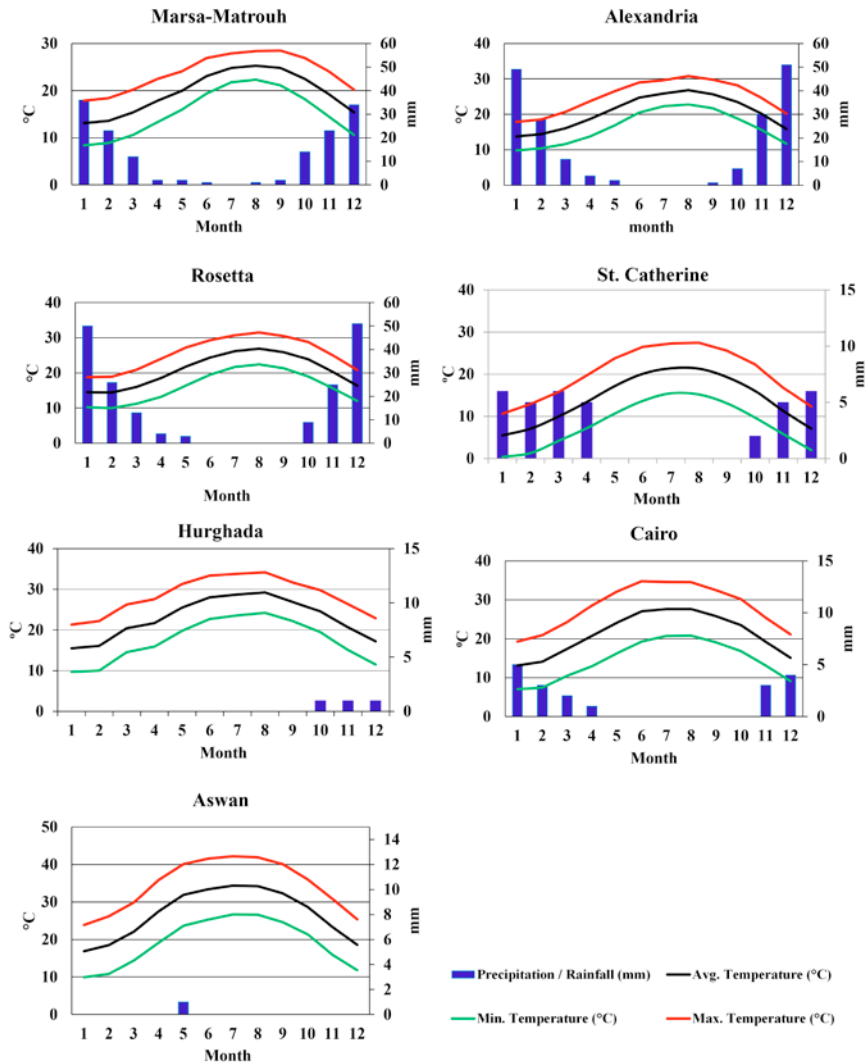 Marsa-Matrouh
30 60
50
20 40
30
10 20
10
0 0
°C
mm
1 2 3 4 5 6 7 8 9 10 11 12
Month
Alexandria
40 60
50
30 40
20 30
20
10 10
0 0
°C
mm
1 2 3 4 5 6 7 8 9 10 11 12
month
Rosetta
40 60
50
30 40
20 30
20
10 10
0 0
°C
mm
1 2 3 4 5 6 7 8 9 10 11 12
Month
St. Catherine
40 15
30 10
20
10 5
0 0
°C
mm
1 2 3 4 5 6 7 8 9 10 11 12
Month
Hurghada
40 15
30 10
20
10 5
0 0
°C
mm
1 2 3 4 5 6 7 8 9 10 11 12
Month
Cairo
40 15
30 10
20
10 5
0 0
°C
mm
1 2 3 4 5 6 7 8 9 10 11 12
Month
Aswan
50 14
40 12
10
30 8
20 6
4
10 2
0 0
°C
mm
1 2 3 4 5 6 7 8 9 10 11 12
Month
Precipitation / Rainfall (mm) Avg. Temperature (°C)
Min. Temperature (°C) Max. Temperature (°C)